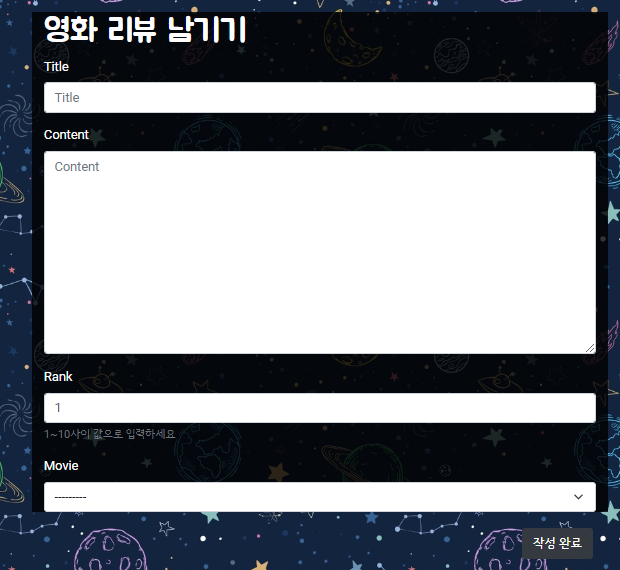 영화 리뷰 남기기
Title
Title
Content
Content
Rank
1
1~10사이 값으로 입력하세요
Movie
---------
작성 완료